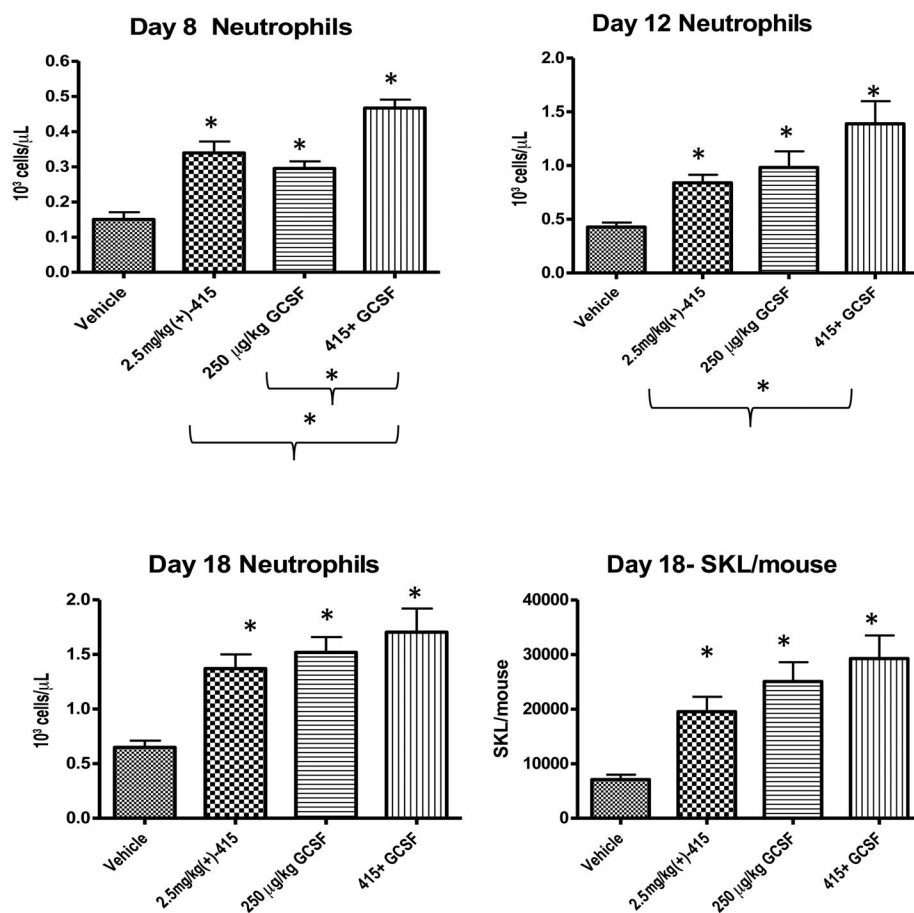 Day 8  Neutrophils
10³ cells/µL
0.6
0.5
0.4
0.3
0.2
0.1
0.0
*
*
*
Vehicle
2.5mg/kg(+)-415
250 µg/kg GCSF
415+ GCSF
*
*
Day 12 Neutrophils
10³ cells/µL
2.0
1.5
1.0
0.5
0.0
*
*
*
Vehicle
2.5mg/kg(+)-415
250 µg/kg GCSF
415+ GCSF
*
Day 18 Neutrophils
10³ cells/µL
2.0
1.5
1.0
0.5
0.0
*
*
*
Vehicle
2.5mg/kg(+)-415
250 µg/kg GCSF
415+ GCSF
Day 18- SKL/mouse
SKL/mouse
40000
30000
20000
10000
0
*
*
*
Vehicle
2.5mg/kg(+)-415
250 µg/kg GCSF
415+ GCSF